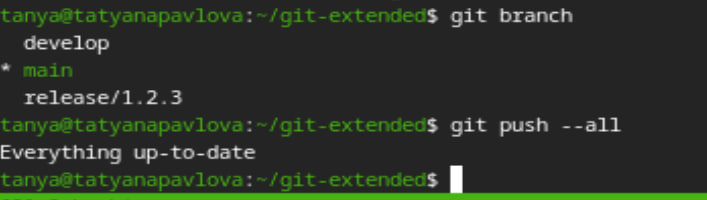 tanya@tatyanapavlova:~/git-extended$ git branch
develop
* main
release/1.2.3
tanya@tatyanapavlova:~/git-extended$ git push --all
Everything up-to-date
tanya@tatyanapavlova:~/git-extended$